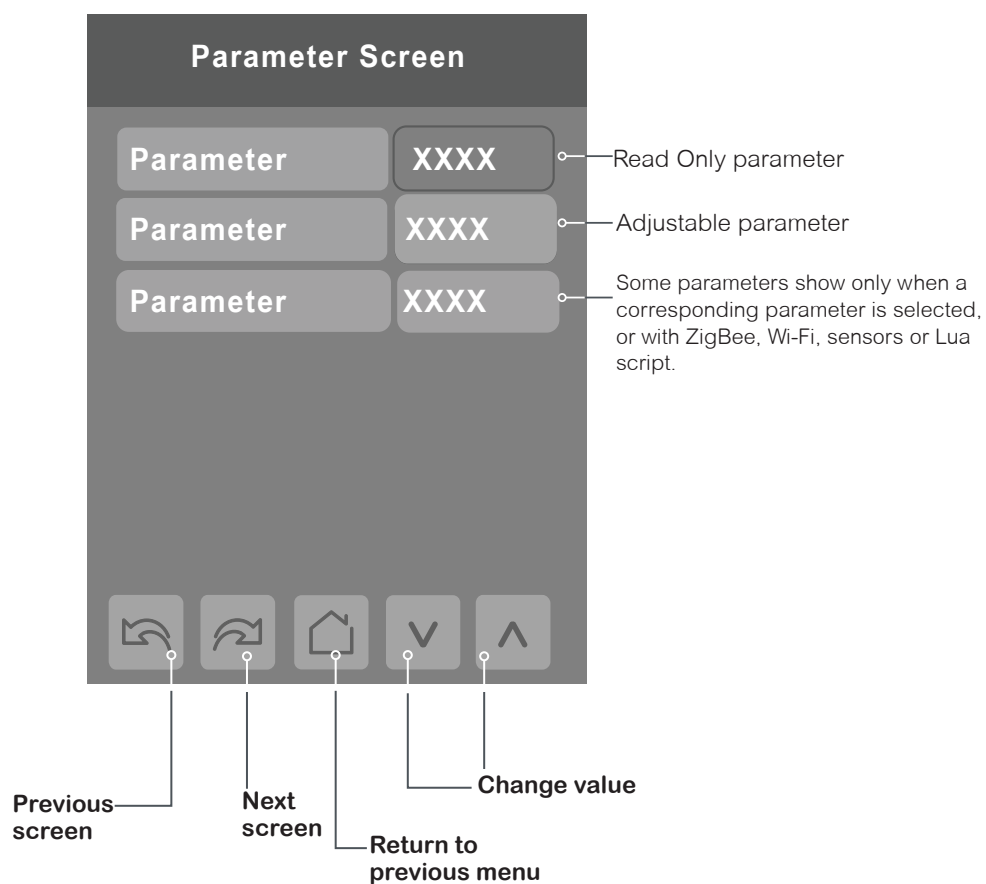 Parameter Screen
Parameter XXXX
Read Only parameter
Parameter XXXX
Adjustable parameter
Parameter XXXX
Some parameters show only when a
corresponding parameter is selected,
or with ZigBee, Wi-Fi, sensors or Lua
script.
Previous
screen
Next
screen
Return to
previous menu
Change value